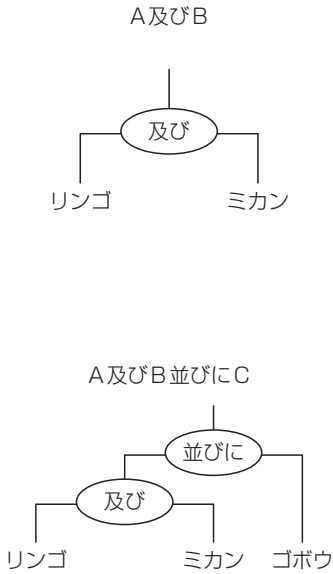 A及びB
及び
リンゴ ミカン
A及びB並びにC
並びに
及び
リンゴ ミカン ゴボウ